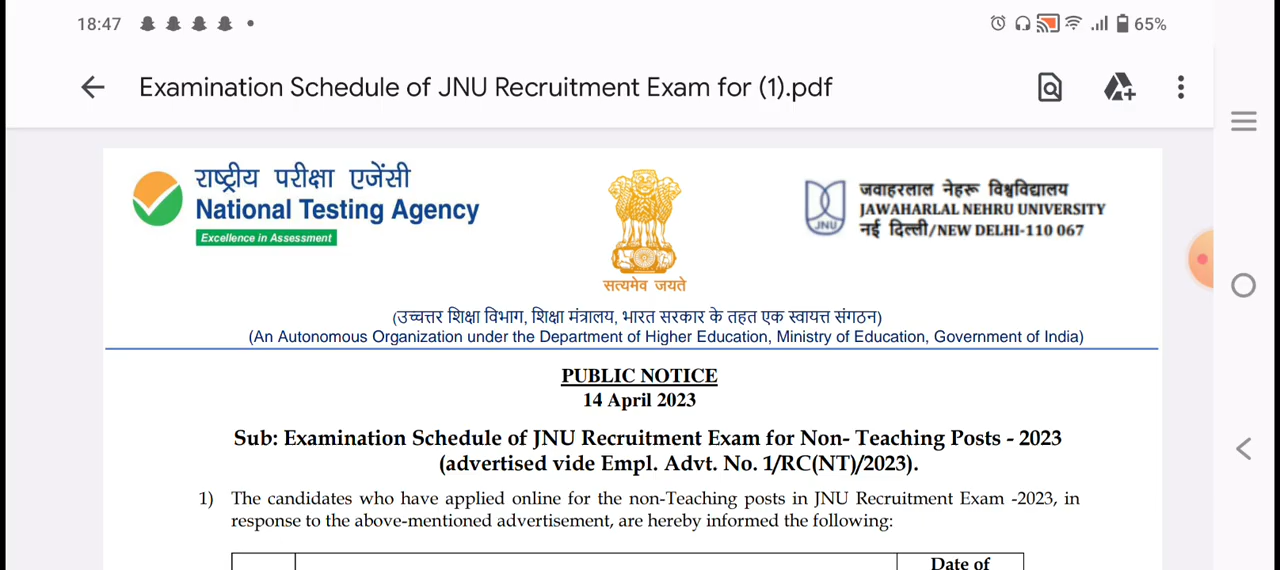 18:47
65%
Examination Schedule of JNU Recruitment Exam for (1).pdf
राष्ट्रीय परीक्षा एजेंसी
National Testing Agency
Excellence in Assessment
सत्यमेव जयते
JNU
जवाहरलाल नेहरू विश्वविद्यालय
JAWAHARLAL NEHRU UNIVERSITY
नई दिल्ली/NEW DELHI-110 067
(उच्चत्तर शिक्षा विभाग, शिक्षा मंत्रालय, भारत सरकार के तहत एक स्वायत्त संगठन)
(An Autonomous Organization under the Department of Higher Education, Ministry of Education, Government of India)
PUBLIC NOTICE
14 April 2023
Sub: Examination Schedule of JNU Recruitment Exam for Non- Teaching Posts - 2023
(advertised vide Empl. Advt. No. 1/RC(NT)/2023).
1) The candidates who have applied online for the non-Teaching posts in JNU Recruitment Exam -2023, in
response to the above-mentioned advertisement, are hereby informed the following:
Date of